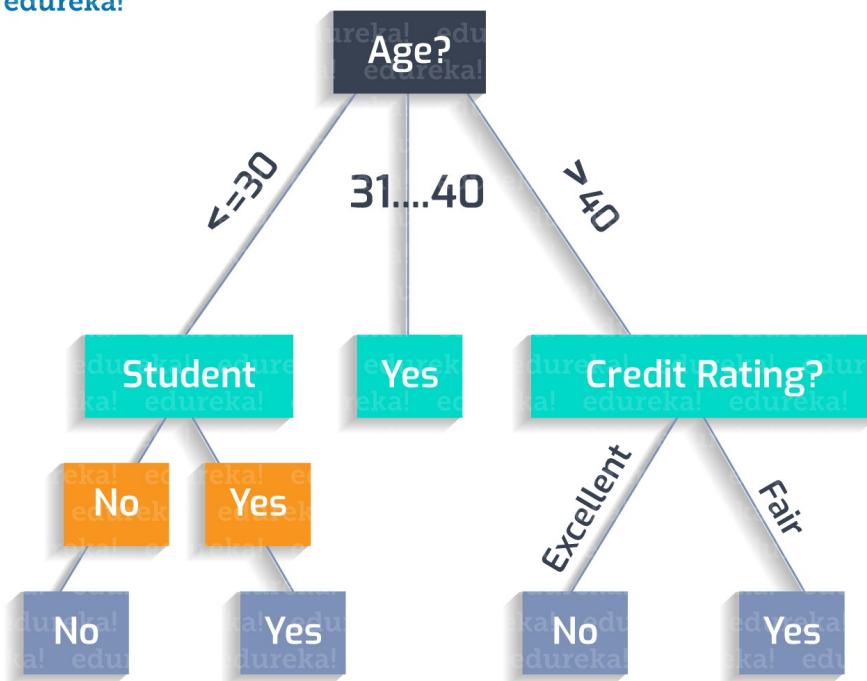 edureka!
Age?
<=30
31....40
>40
Student
Yes
Credit Rating?
No
Yes
Excellent
Fair
No
Yes
No
Yes